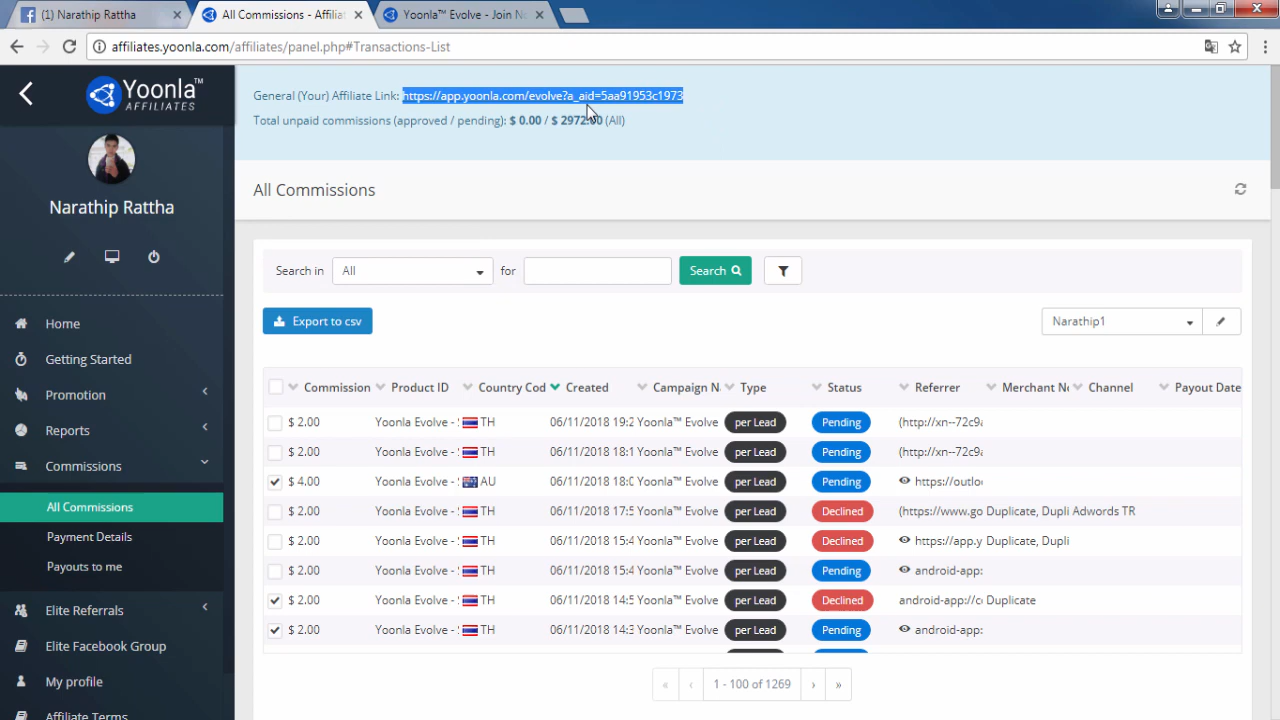 (1) Narathip Rattha
All Commissions - Affiliat
Yoonla™ Evolve - Join No
affiliates.yoonla.com/affiliates/panel.php#Transactions-List
Yoonla™
AFFILIATES
Narathip Rattha
Home
Getting Started
Promotion
Reports
Commissions
All Commissions
Payment Details
Payouts to me
Elite Referrals
Elite Facebook Group
My profile
Affiliate Terms
General (Your) Affiliate Link: https://app.yoonla.com/evolve?a_aid=5aa91953c1973
Total unpaid commissions (approved / pending): $ 0.00 / $ 2972.00 (All)
All Commissions
Search in All for Search
Export to csv Narathip1
Commission Product ID Country Cod Created Campaign N. Type Status Referrer Merchant No Channel Payout Date
$ 2.00 Yoonla Evolve - TH 06/11/2018 19:2 Yoonla™ Evolve per Lead Pending (http://xn--72c9a
$ 2.00 Yoonla Evolve - TH 06/11/2018 18:1 Yoonla™ Evolve per Lead Pending (http://xn--72c9a
$ 4.00 Yoonla Evolve - AU 06/11/2018 18:0 Yoonla™ Evolve per Lead Pending https://outlo
$ 2.00 Yoonla Evolve - TH 06/11/2018 17:5 Yoonla™ Evolve per Lead Declined (https://www.go Duplicate, Dupli Adwords TR
$ 2.00 Yoonla Evolve - TH 06/11/2018 15:4 Yoonla™ Evolve per Lead Declined https://app.y Duplicate, Dupli
$ 2.00 Yoonla Evolve - TH 06/11/2018 15:4 Yoonla™ Evolve per Lead Pending android-app:
$ 2.00 Yoonla Evolve - TH 06/11/2018 14:5 Yoonla™ Evolve per Lead Declined android-app://c Duplicate
$ 2.00 Yoonla Evolve - TH 06/11/2018 14:3 Yoonla™ Evolve per Lead Pending android-app:
« ‹ 1 - 100 of 1269 › »